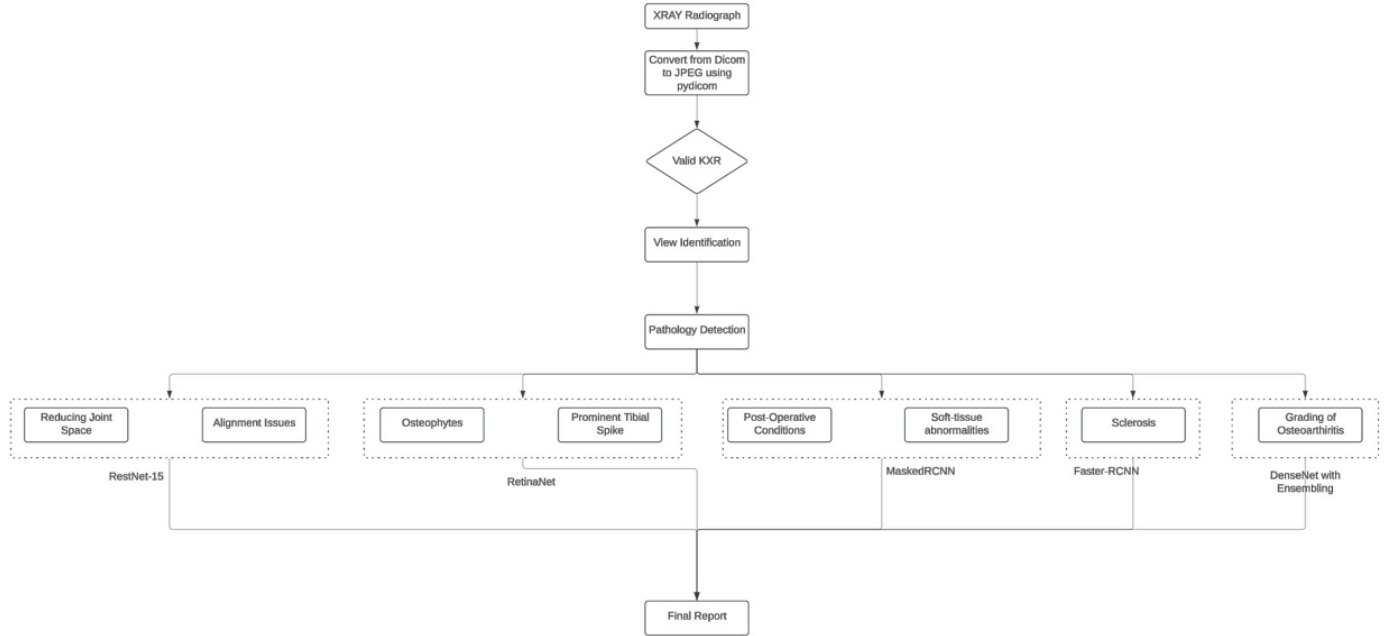 XRAY Radiograph
Convert from Dicom
to JPEG using
pydicom
Valid KXR
View Identification
Pathology Detection
Reducing Joint
Space
Alignment Issues
Osteophytes
Prominent Tibial
Spike
Post-Operative
Conditions
Soft-tissue
abnormalities
Sclerosis
Grading of
Osteoarthiritis
RestNet-15
RetinaNet
MaskedRCNN
Faster-RCNN
DenseNet with
Ensembling
Final Report